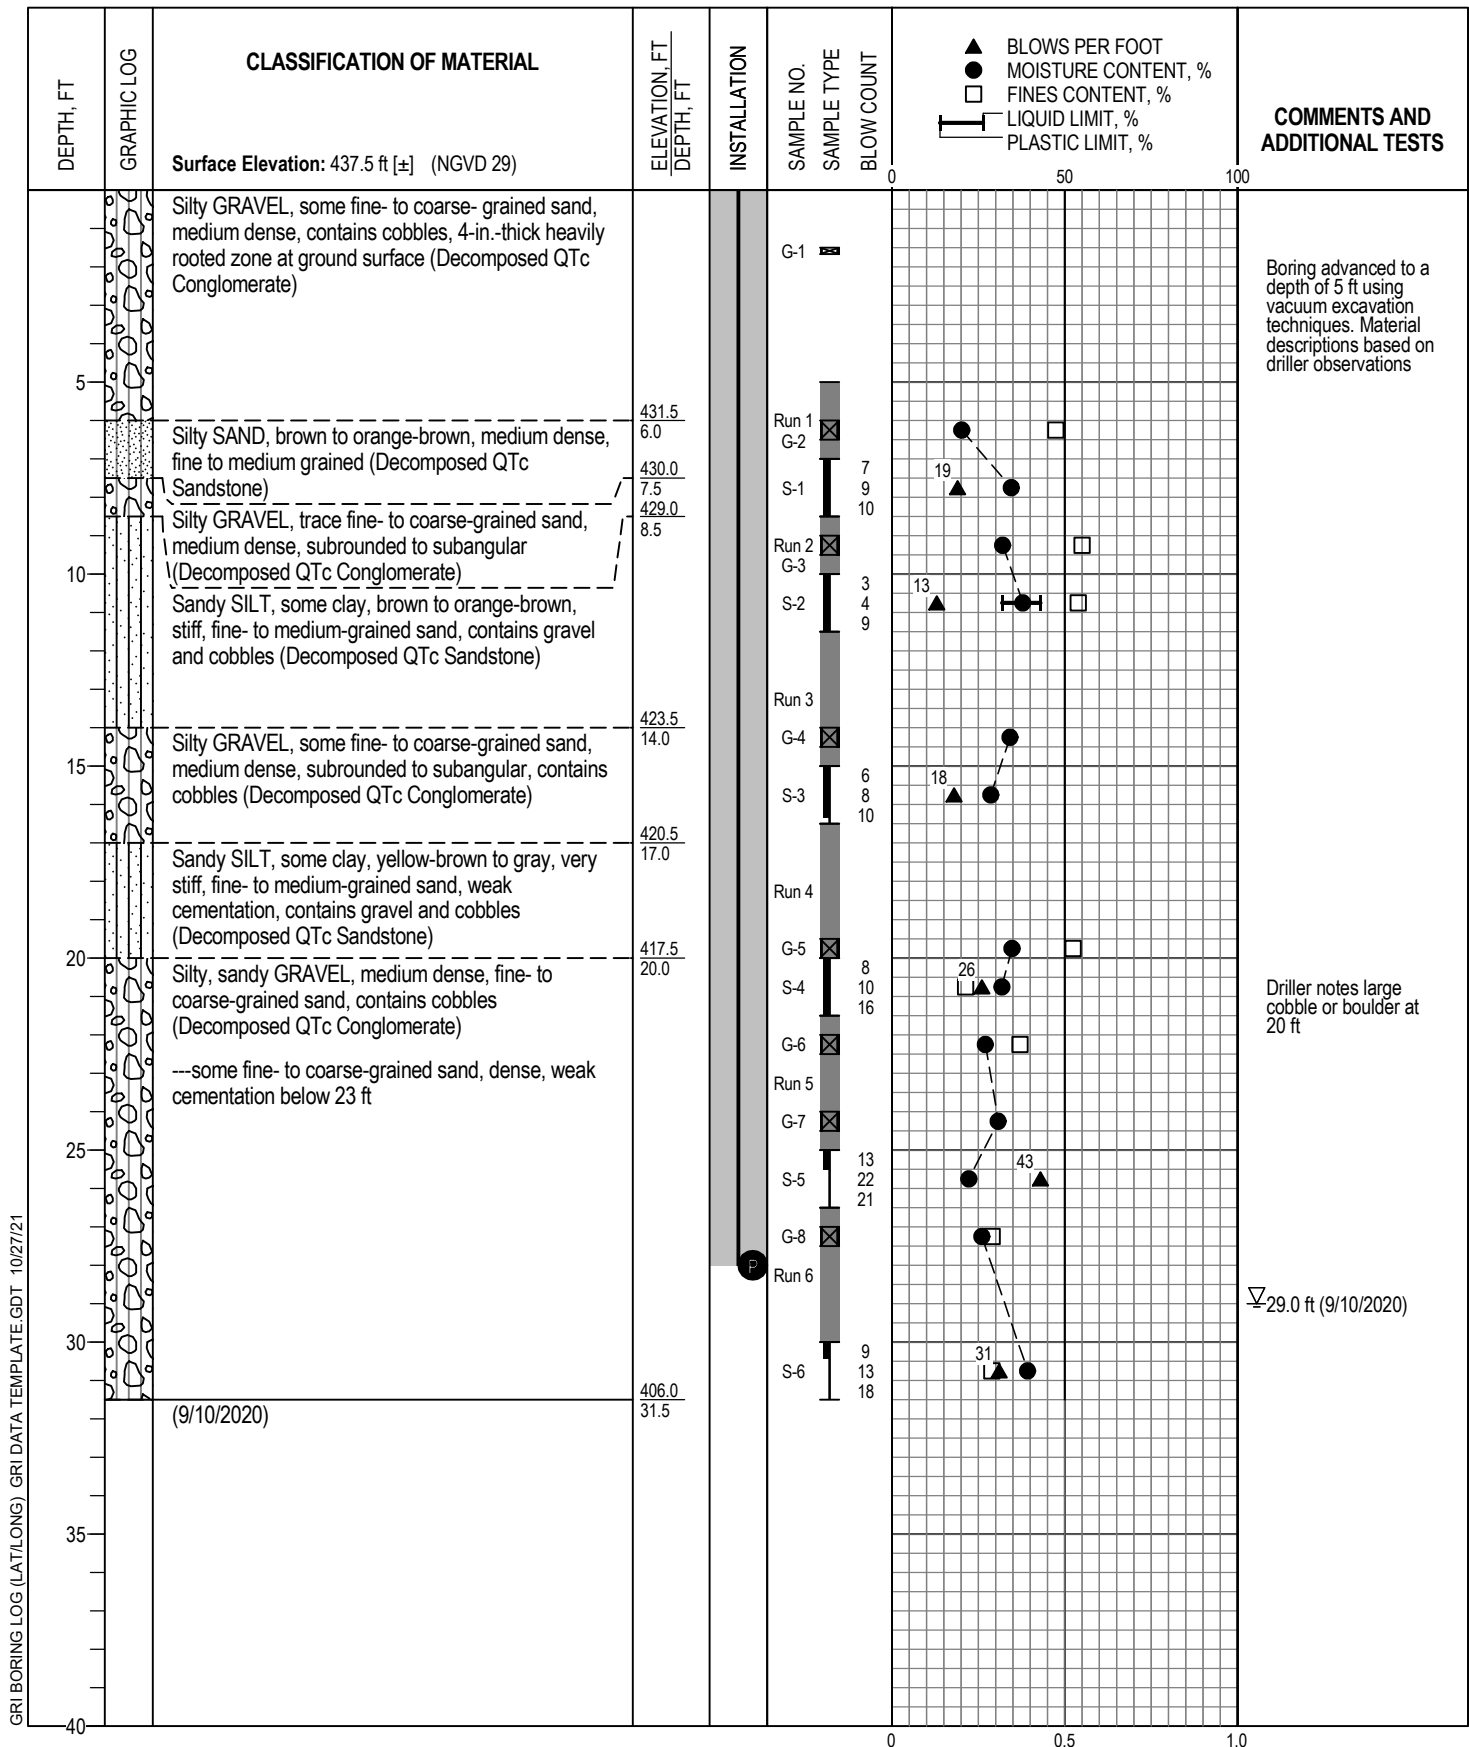 DEPTH, FT
GRAPHIC LOG
CLASSIFICATION OF MATERIAL
Surface Elevation: 437.5 ft [±] (NGVD 29)
ELEVATION, FT
DEPTH, FT
INSTALLATION
SAMPLE NO.
SAMPLE TYPE
BLOW COUNT
▲ BLOWS PER FOOT
● MOISTURE CONTENT, %
□ FINES CONTENT, %
LIQUID LIMIT, %
PLASTIC LIMIT, %
0 50 100
COMMENTS AND
ADDITIONAL TESTS
Silty GRAVEL, some fine- to coarse- grained sand,
medium dense, contains cobbles, 4-in.-thick heavily
rooted zone at ground surface (Decomposed QTc
Conglomerate)
G-1
Boring advanced to a
depth of 5 ft using
vacuum excavation
techniques. Material
descriptions based on
driller observations
5
431.5
6.0
Silty SAND, brown to orange-brown, medium dense,
fine to medium grained (Decomposed QTc
Sandstone)
Run 1
G-2
430.0
7.5
S-1
7
9
10
19
429.0
8.5
Silty GRAVEL, trace fine- to coarse-grained sand,
medium dense, subrounded to subangular
(Decomposed QTc Conglomerate)
Run 2
G-3
10
Sandy SILT, some clay, brown to orange-brown,
stiff, fine- to medium-grained sand, contains gravel
and cobbles (Decomposed QTc Sandstone)
S-2
3
4
9
13
Run 3
423.5
14.0
Silty GRAVEL, some fine- to coarse-grained sand,
medium dense, subrounded to subangular, contains
cobbles (Decomposed QTc Conglomerate)
G-4
15
S-3
6
8
10
18
420.5
17.0
Sandy SILT, some clay, yellow-brown to gray, very
stiff, fine- to medium-grained sand, weak
cementation, contains gravel and cobbles
(Decomposed QTc Sandstone)
Run 4
G-5
20
417.5
20.0
Silty, sandy GRAVEL, medium dense, fine- to
coarse-grained sand, contains cobbles
(Decomposed QTc Conglomerate)
S-4
8
10
16
26
Driller notes large
cobble or boulder at
20 ft
G-6
---some fine- to coarse-grained sand, dense, weak
cementation below 23 ft
Run 5
G-7
25
S-5
13
22
21
43
G-8
P
Run 6
29.0 ft (9/10/2020)
30
S-6
9
13
18
31
406.0
31.5
(9/10/2020)
35
40
0 0.5 1.0
GRI BORING LOG (LAT/LONG) GRI DATA TEMPLATE.GDT 10/27/21